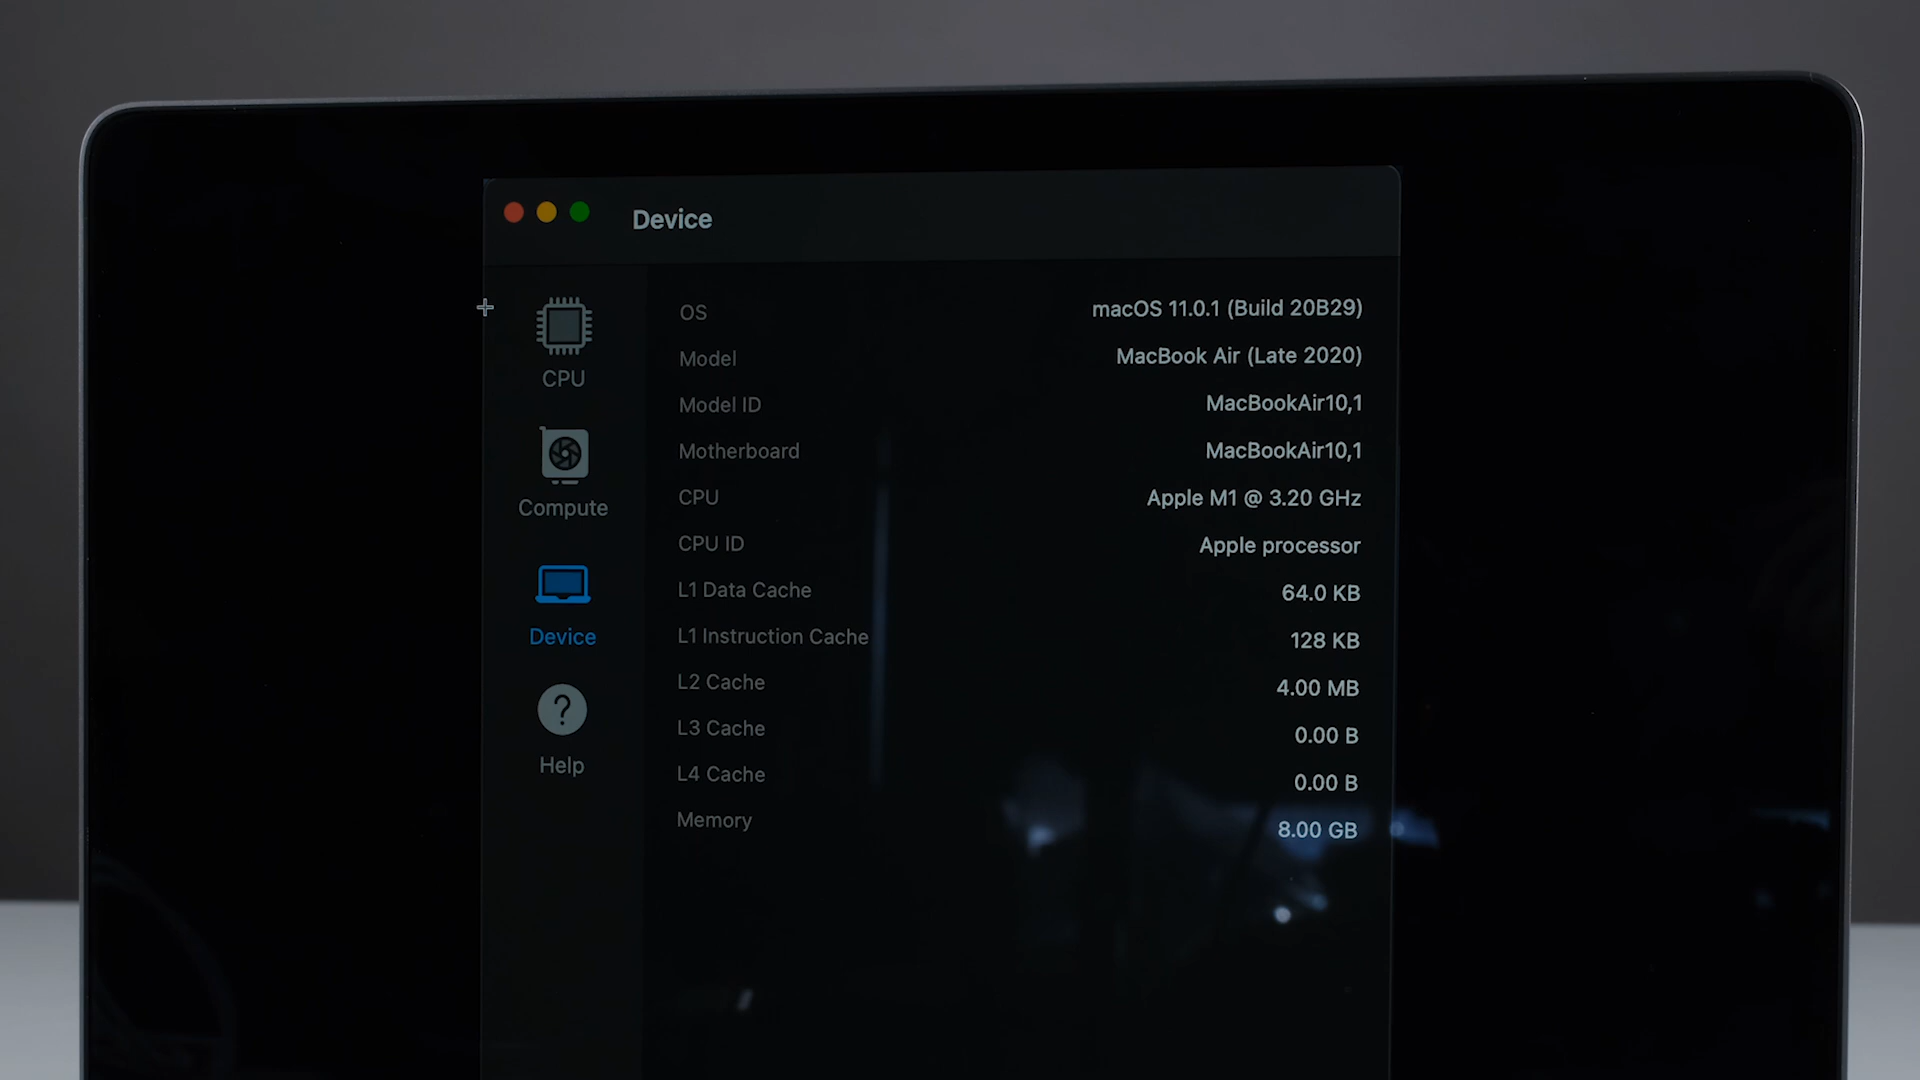 Device
CPU
Compute
Device
?
Help
OS macOS 11.0.1 (Build 20B29)
Model MacBook Air (Late 2020)
Model ID MacBookAir10,1
Motherboard MacBookAir10,1
CPU Apple M1 @ 3.20 GHz
CPU ID Apple processor
L1 Data Cache 64.0 KB
L1 Instruction Cache 128 KB
L2 Cache 4.00 MB
L3 Cache 0.00 B
L4 Cache 0.00 B
Memory 8.00 GB